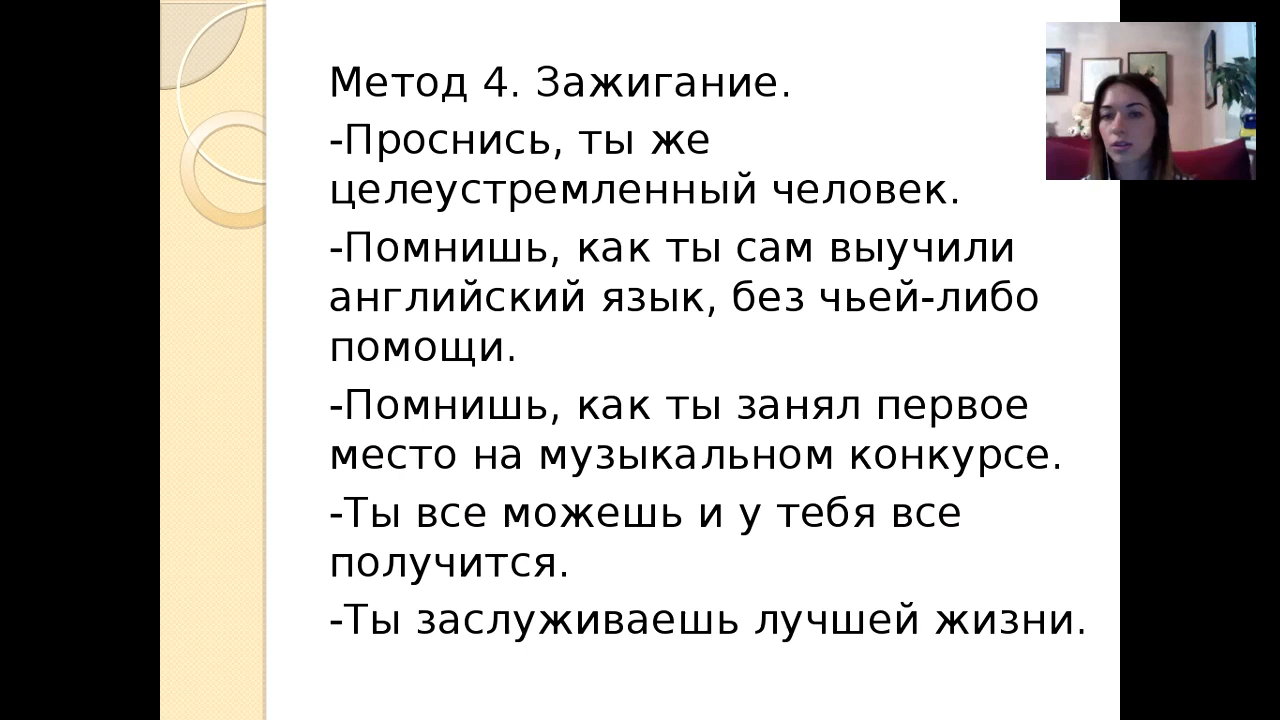 Метод 4. Зажигание.
-Проснись, ты же
целеустремленный человек.
-Помнишь, как ты сам выучили
английский язык, без чьей-либо
помощи.
-Помнишь, как ты занял первое
место на музыкальном конкурсе.
-Ты все можешь и у тебя все
получится.
-Ты заслуживаешь лучшей жизни.